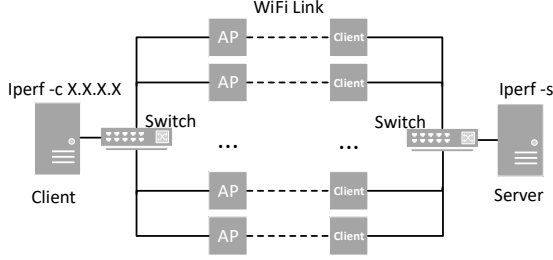 WiFi Link
AP
Client
AP
Client
Iperf -c X.X.X.X
Iperf -s
Switch
Switch
...
...
Client
Server
AP
Client
AP
Client